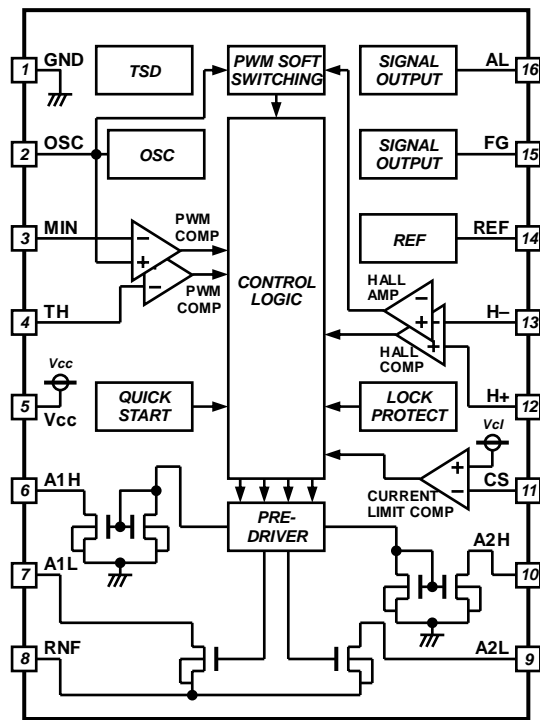 GND
1
TSD
PWM SOFT
SWITCHING
SIGNAL
OUTPUT
AL
16
OSC
2
OSC
SIGNAL
OUTPUT
FG
15
MIN
3
PWM
COMP
REF
REF
14
TH
4
PWM
COMP
CONTROL
LOGIC
HALL
AMP
HALL
COMP
H–
13
Vcc
5
Vcc
QUICK
START
LOCK
PROTECT
H+
12
Vcl
CS
11
CURRENT
LIMIT COMP
A1H
6
PRE-
DRIVER
A2H
10
A1L
7
RNF
8
A2L
9